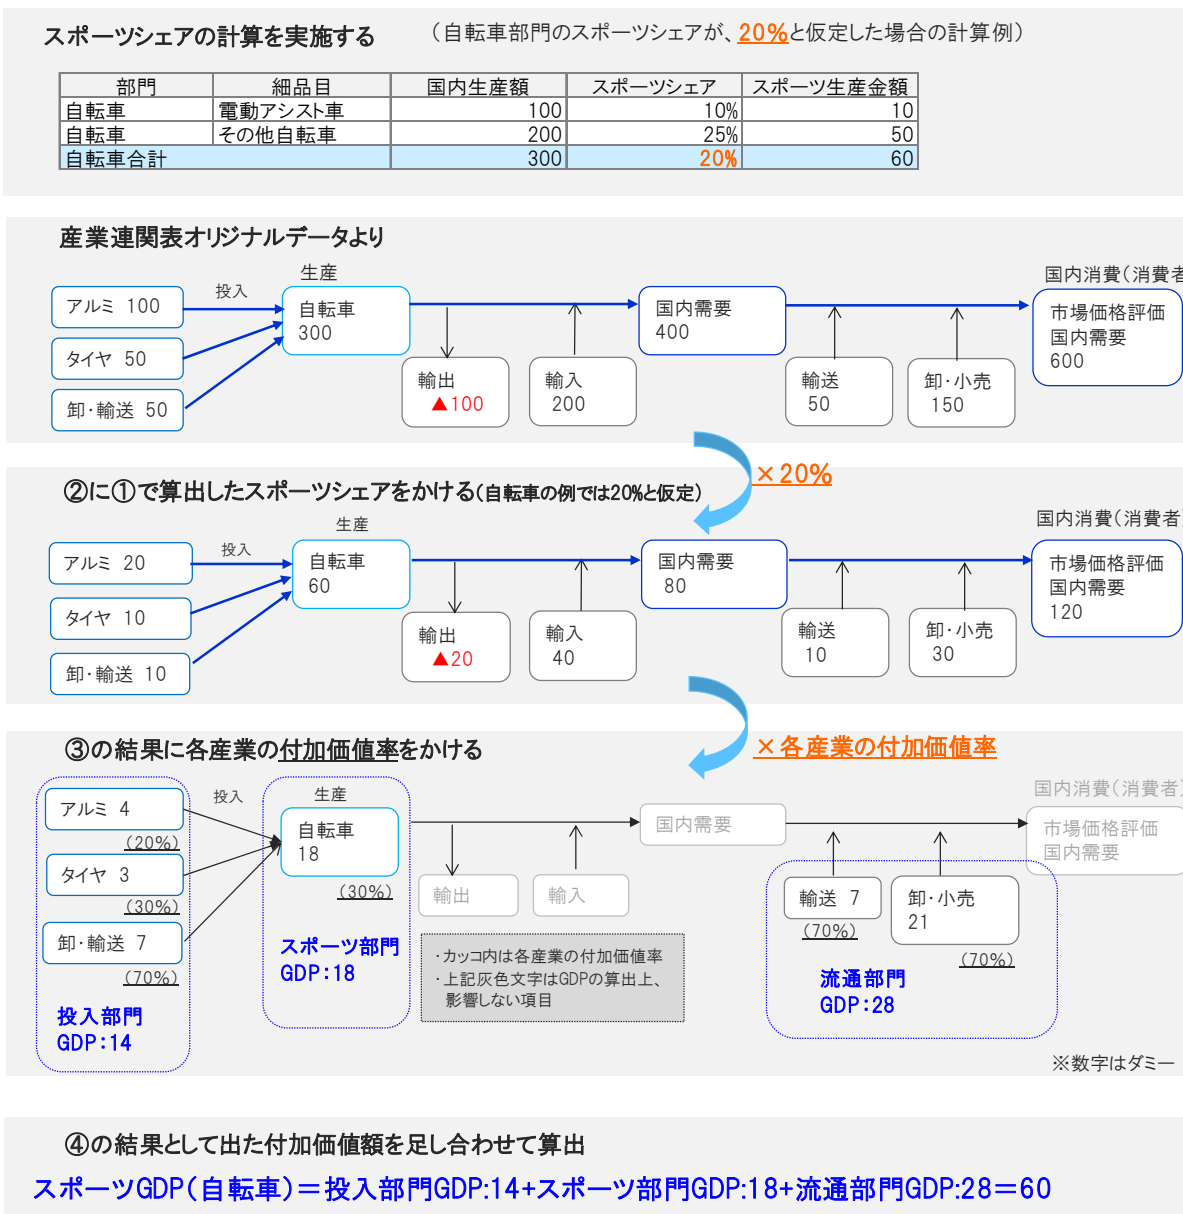 スポーツシェアの計算を実施する （自転車部門のスポーツシェアが、20%と仮定した場合の計算例）
部門 細品目 国内生産額 スポーツシェア スポーツ生産金額
自転車 電動アシスト車 100 10% 10
自転車 その他自転車 200 25% 50
自転車合計 300 20% 60
産業連関表オリジナルデータより
アルミ 100
タイヤ 50
卸・輸送 50
投入
生産
自転車
300
輸出
▲100
輸入
200
国内需要
400
輸送
50
卸・小売
150
国内消費（消費者
市場価格評価
国内需要
600
×20%
②に①で算出したスポーツシェアをかける（自転車の例では20%と仮定）
アルミ 20
タイヤ 10
卸・輸送 10
投入
生産
自転車
60
輸出
▲20
輸入
40
国内需要
80
輸送
10
卸・小売
30
国内消費（消費者）
市場価格評価
国内需要
120
×各産業の付加価値率
③の結果に各産業の付加価値率をかける
アルミ 4
(20%)
タイヤ 3
(30%)
卸・輸送 7
(70%)
投入部門
GDP：14
投入
生産
自転車
18
(30%)
スポーツ部門
GDP：18
輸出
輸入
国内需要
・カッコ内は各産業の付加価値率
・上記灰色文字はGDPの算出上、
影響しない項目
輸送 7
(70%)
卸・小売
21
(70%)
流通部門
GDP：28
国内消費（消費者）
市場価格評価
国内需要
※数字はダミー
④の結果として出た付加価値額を足し合わせて算出
スポーツGDP（自転車）＝投入部門GDP:14+スポーツ部門GDP:18+流通部門GDP:28＝60